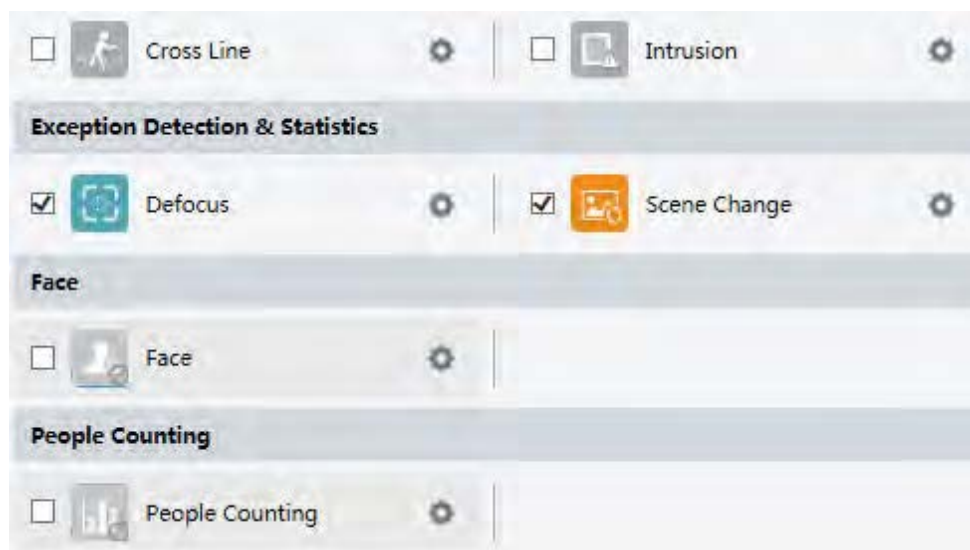 Cross Line
Intrusion
Exception Detection & Statistics
Defocus
Scene Change
Face
Face
People Counting
People Counting